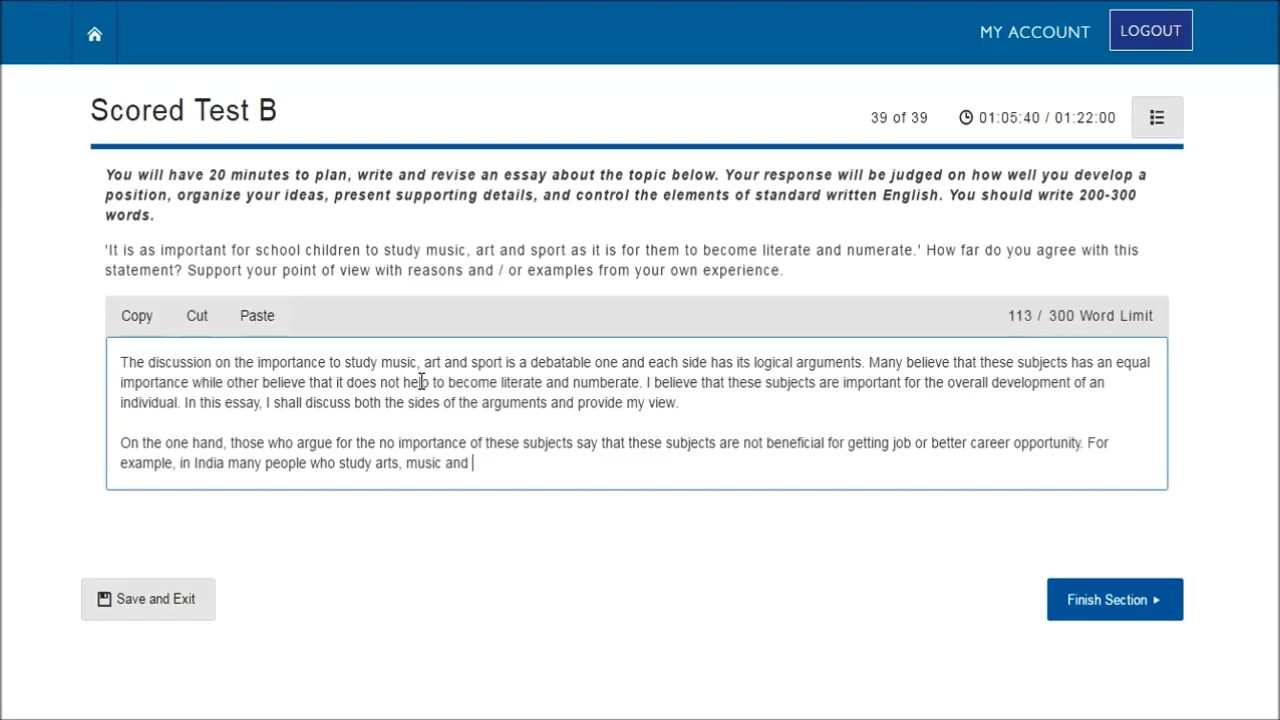 MY ACCOUNT
LOGOUT
Scored Test B
39 of 39
01:05:40 / 01:22:00
You will have 20 minutes to plan, write and revise an essay about the topic below. Your response will be judged on how well you develop a
position, organize your ideas, present supporting details, and control the elements of standard written English. You should write 200-300
words.
'It is as important for school children to study music, art and sport as it is for them to become literate and numerate.' How far do you agree with this
statement? Support your point of view with reasons and / or examples from your own experience.
Copy
Cut
Paste
113 / 300 Word Limit
The discussion on the importance to study music, art and sport is a debatable one and each side has its logical arguments. Many believe that these subjects has an equal
importance while other believe that it does not help to become literate and numberate. I believe that these subjects are important for the overall development of an
individual. In this essay, I shall discuss both the sides of the arguments and provide my view.
On the one hand, those who argue for the no importance of these subjects say that these subjects are not beneficial for getting job or better career opportunity. For
example, in India many people who study arts, music and
Save and Exit
Finish Section